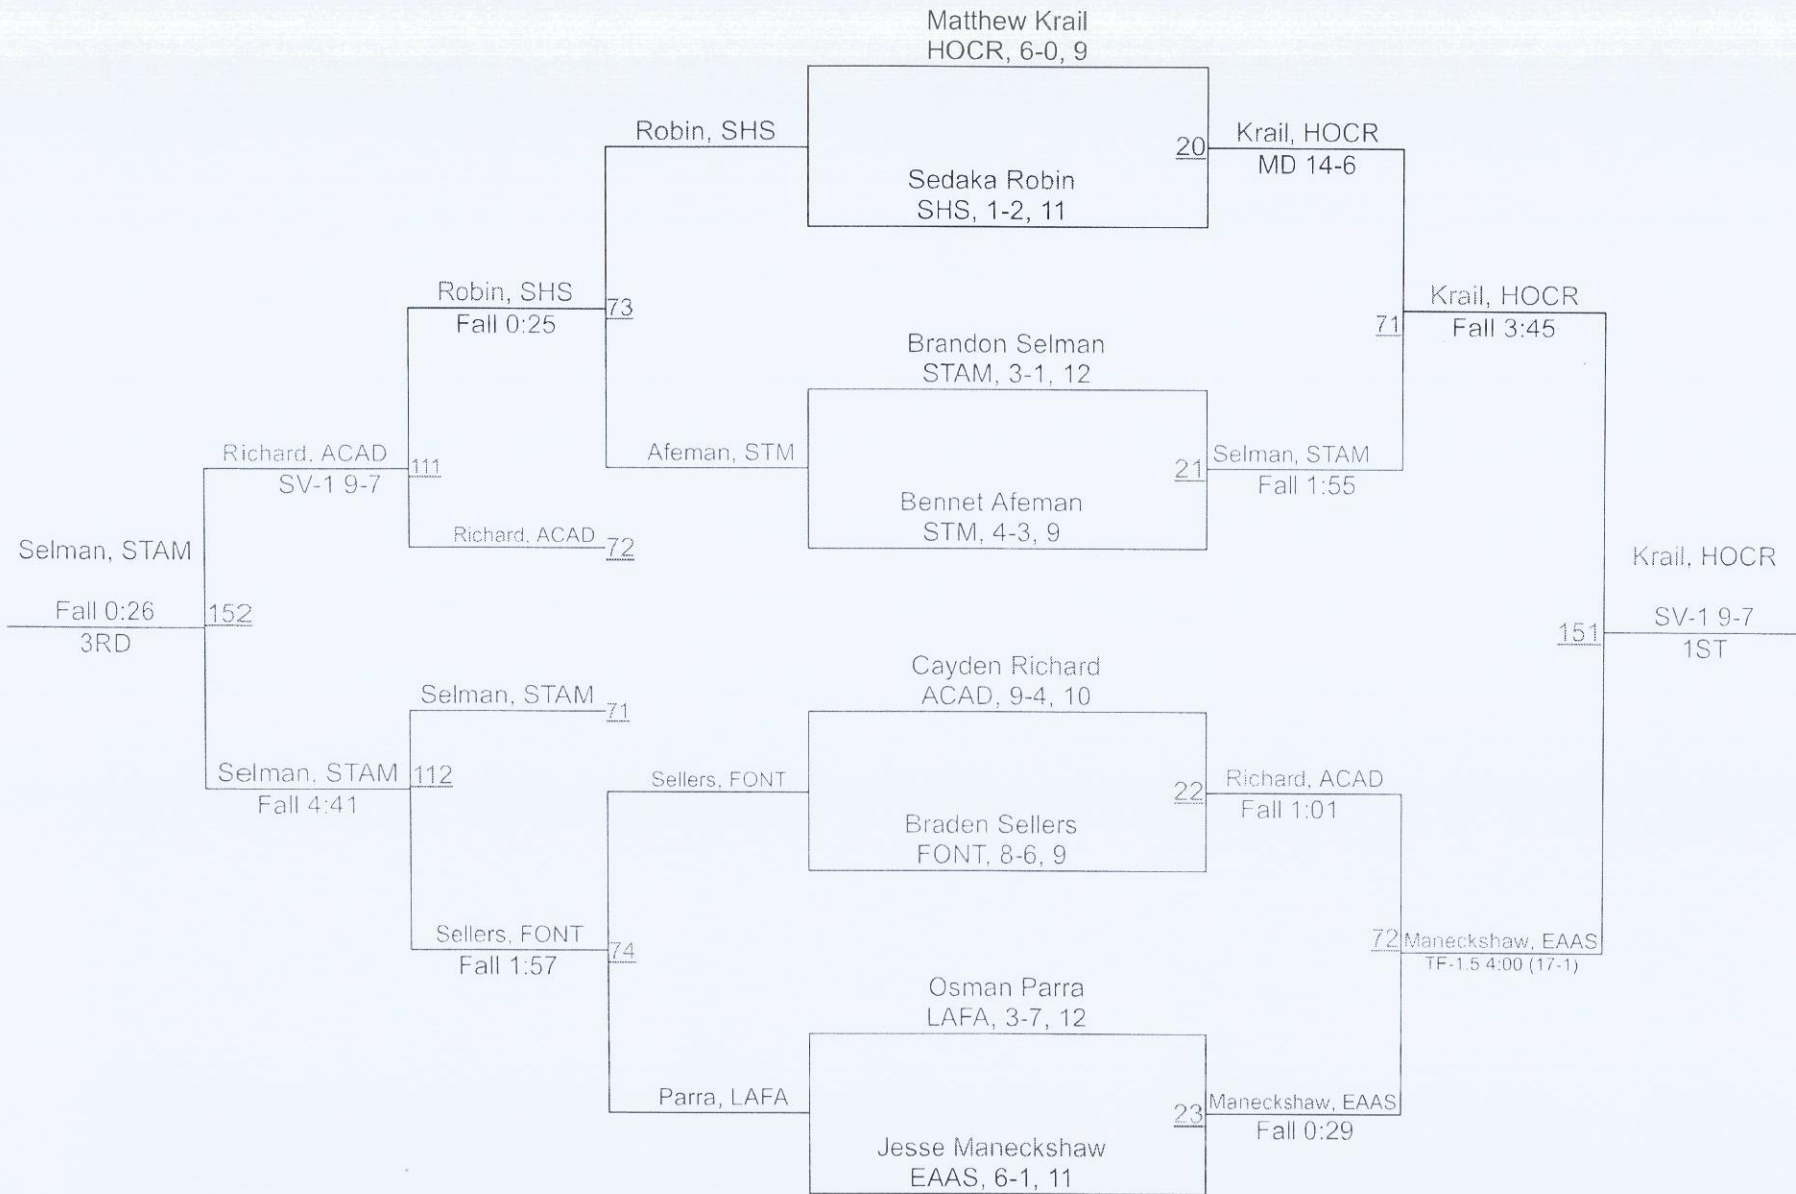 Matthew Krail
HOCR, 6-0, 9
Robin, SHS
20
Krail, HOCR
MD 14-6
Sedaka Robin
SHS, 1-2, 11
Robin, SHS
Fall 0:25
73
Krail, HOCR
Fall 3:45
71
Brandon Selman
STAM, 3-1, 12
Richard, ACAD
SV-1 9-7
111
Afeman, STM
21
Selman, STAM
Fall 1:55
Bennet Afeman
STM, 4-3, 9
Richard, ACAD
72
Selman, STAM
Fall 0:26
3RD
152
Krail, HOCR
SV-1 9-7
1ST
151
Cayden Richard
ACAD, 9-4, 10
Selman, STAM
71
Selman, STAM
Fall 4:41
112
Sellers, FONT
22
Richard, ACAD
Fall 1:01
Braden Sellers
FONT, 8-6, 9
Sellers, FONT
Fall 1:57
74
72
Maneckshaw, EAAS
TF-1.5 4:00 (17-1)
Osman Parra
LAFA, 3-7, 12
Parra, LAFA
23
Maneckshaw, EAAS
Fall 0:29
Jesse Maneckshaw
EAAS, 6-1, 11